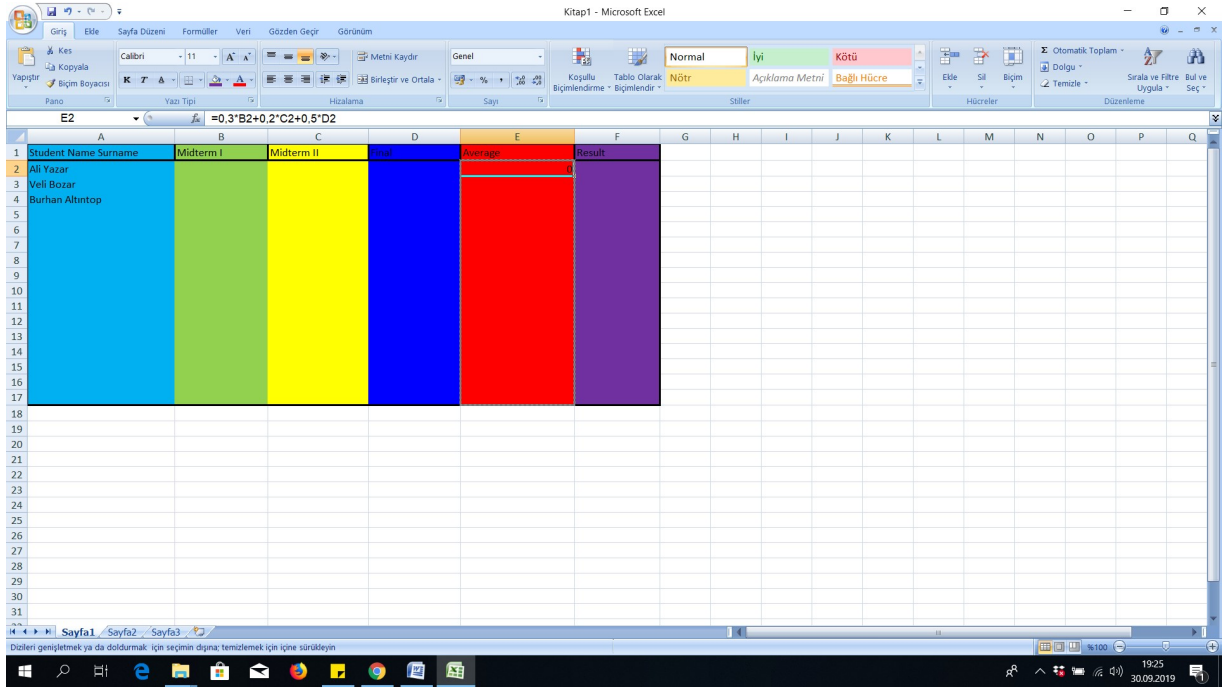 Kitap1 - Microsoft Excel
Giriş Ekle Sayfa Düzeni Formüller Veri Gözden Geçir Görünüm
Yapıştır
Kes
Kopyala
Biçim Boyacısı
Pano
Calibri 11
K T A
Yazı Tipi
Metni Kaydır
Birleştir ve Ortala
Hizalama
Genel
Sayı
Koşullu Biçimlendirme
Tablo Olarak Biçimlendir
Normal İyi Kötü
Nötr Açıklama Metni Bağlı Hücre
Stiller
Ekle Sil Biçim
Hücreler
Σ Otomatik Toplam
Dolgu
Temizle
Sırala ve Filtre Uygula
Bul ve Seç
Düzenleme
E2 fx =0,3*B2+0,2*C2+0,5*D2
A B C D E F G H I J K L M N O P Q
1 Student Name Surname Midterm I Midterm II Final Average Result
2 Ali Yazar 0
3 Veli Bozar
4 Burhan Altıntop
5
6
7
8
9
10
11
12
13
14
15
16
17
18
19
20
21
22
23
24
25
26
27
28
29
30
31
Sayfa1 Sayfa2 Sayfa3
Dizileri genişletmek ya da doldurmak için seçimin dışına; temizlemek için içine sürükleyin
%100
19:25
30.09.2019